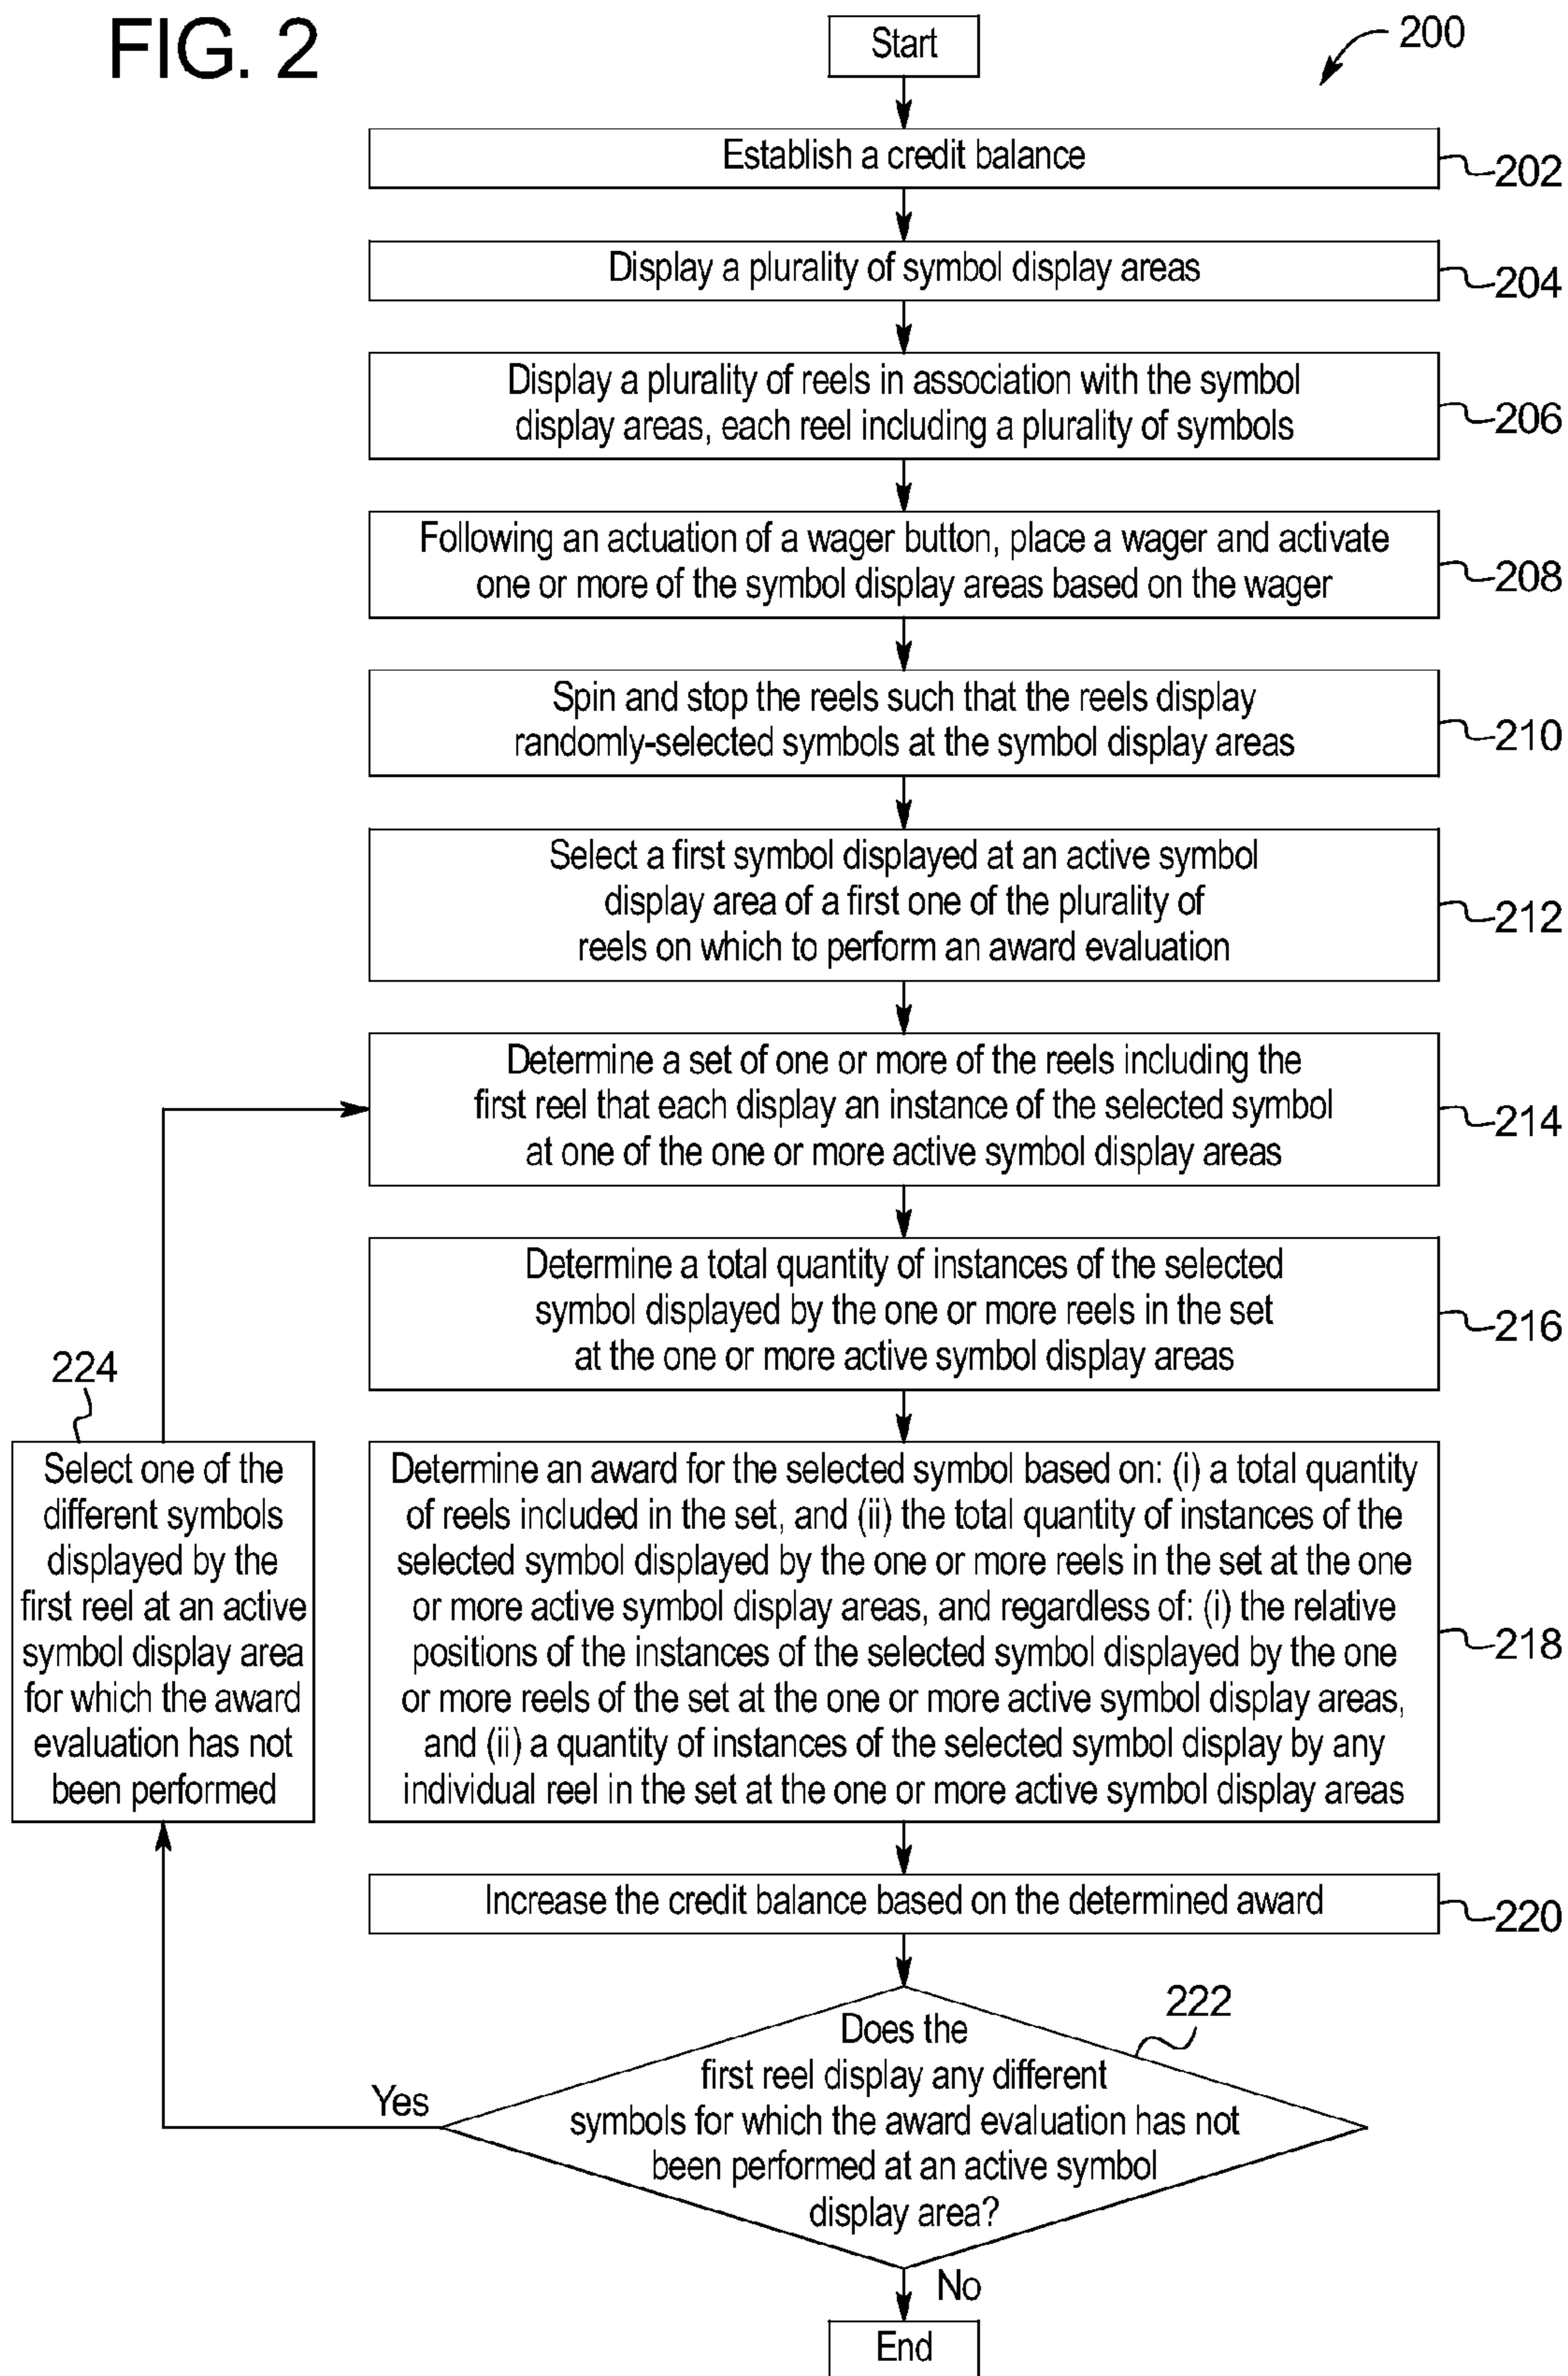 FIG. 2
Start
200
Establish a credit balance
202
Display a plurality of symbol display areas
204
Display a plurality of reels in association with the symbol
display areas, each reel including a plurality of symbols
206
Following an actuation of a wager button, place a wager and activate
one or more of the symbol display areas based on the wager
208
Spin and stop the reels such that the reels display
randomly-selected symbols at the symbol display areas
210
Select a first symbol displayed at an active symbol
display area of a first one of the plurality of
reels on which to perform an award evaluation
212
Determine a set of one or more of the reels including the
first reel that each display an instance of the selected symbol
at one of the one or more active symbol display areas
214
Determine a total quantity of instances of the selected
symbol displayed by the one or more reels in the set
at the one or more active symbol display areas
216
224
Select one of the
different symbols
displayed by the
first reel at an active
symbol display area
for which the award
evaluation has not
been performed
Determine an award for the selected symbol based on: (i) a total quantity
of reels included in the set, and (ii) the total quantity of instances of the
selected symbol displayed by the one or more reels in the set at the one
or more active symbol display areas, and regardless of: (i) the relative
positions of the instances of the selected symbol displayed by the one
or more reels of the set at the one or more active symbol display areas,
and (ii) a quantity of instances of the selected symbol display by any
individual reel in the set at the one or more active symbol display areas
218
Increase the credit balance based on the determined award
220
222
Does the
first reel display any different
symbols for which the award evaluation has not
been performed at an active symbol
display area?
Yes
No
End